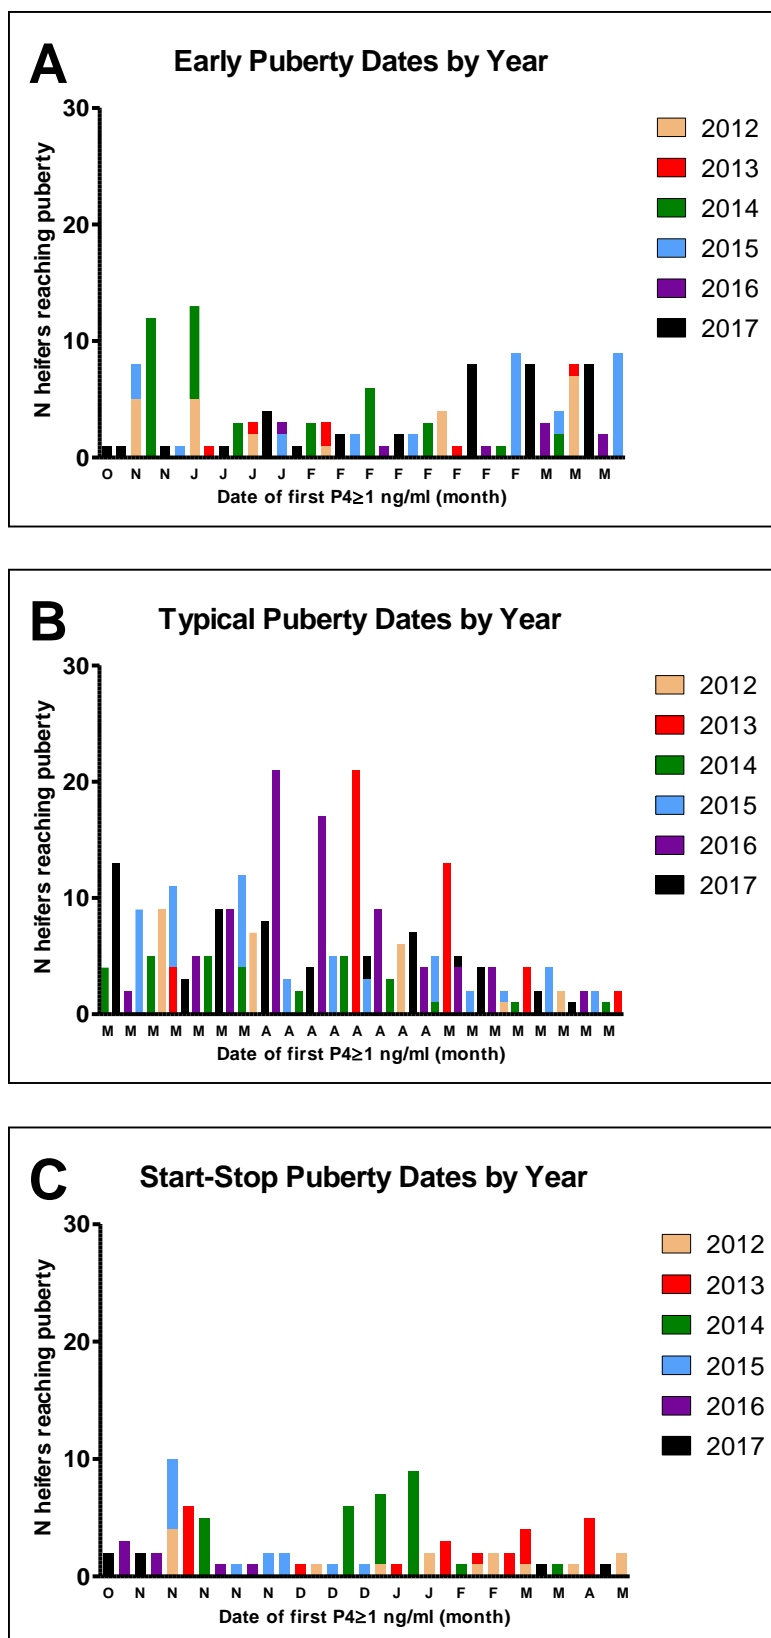 A
Early Puberty Dates by Year
30
20
10
0
N heifers reaching puberty
O N N J J J J F F F F F F F F M M M
Date of first P4≥1 ng/ml (month)
2012
2013
2014
2015
2016
2017
B
Typical Puberty Dates by Year
30
20
10
0
N heifers reaching puberty
M M M M M M M A A A A A A A A M M M M M M M M
Date of first P4≥1 ng/ml (month)
2012
2013
2014
2015
2016
2017
C
Start-Stop Puberty Dates by Year
30
20
10
0
N heifers reaching puberty
O N N N N N D D D J J F F M M A M
Date of first P4≥1 ng/ml (month)
2012
2013
2014
2015
2016
2017